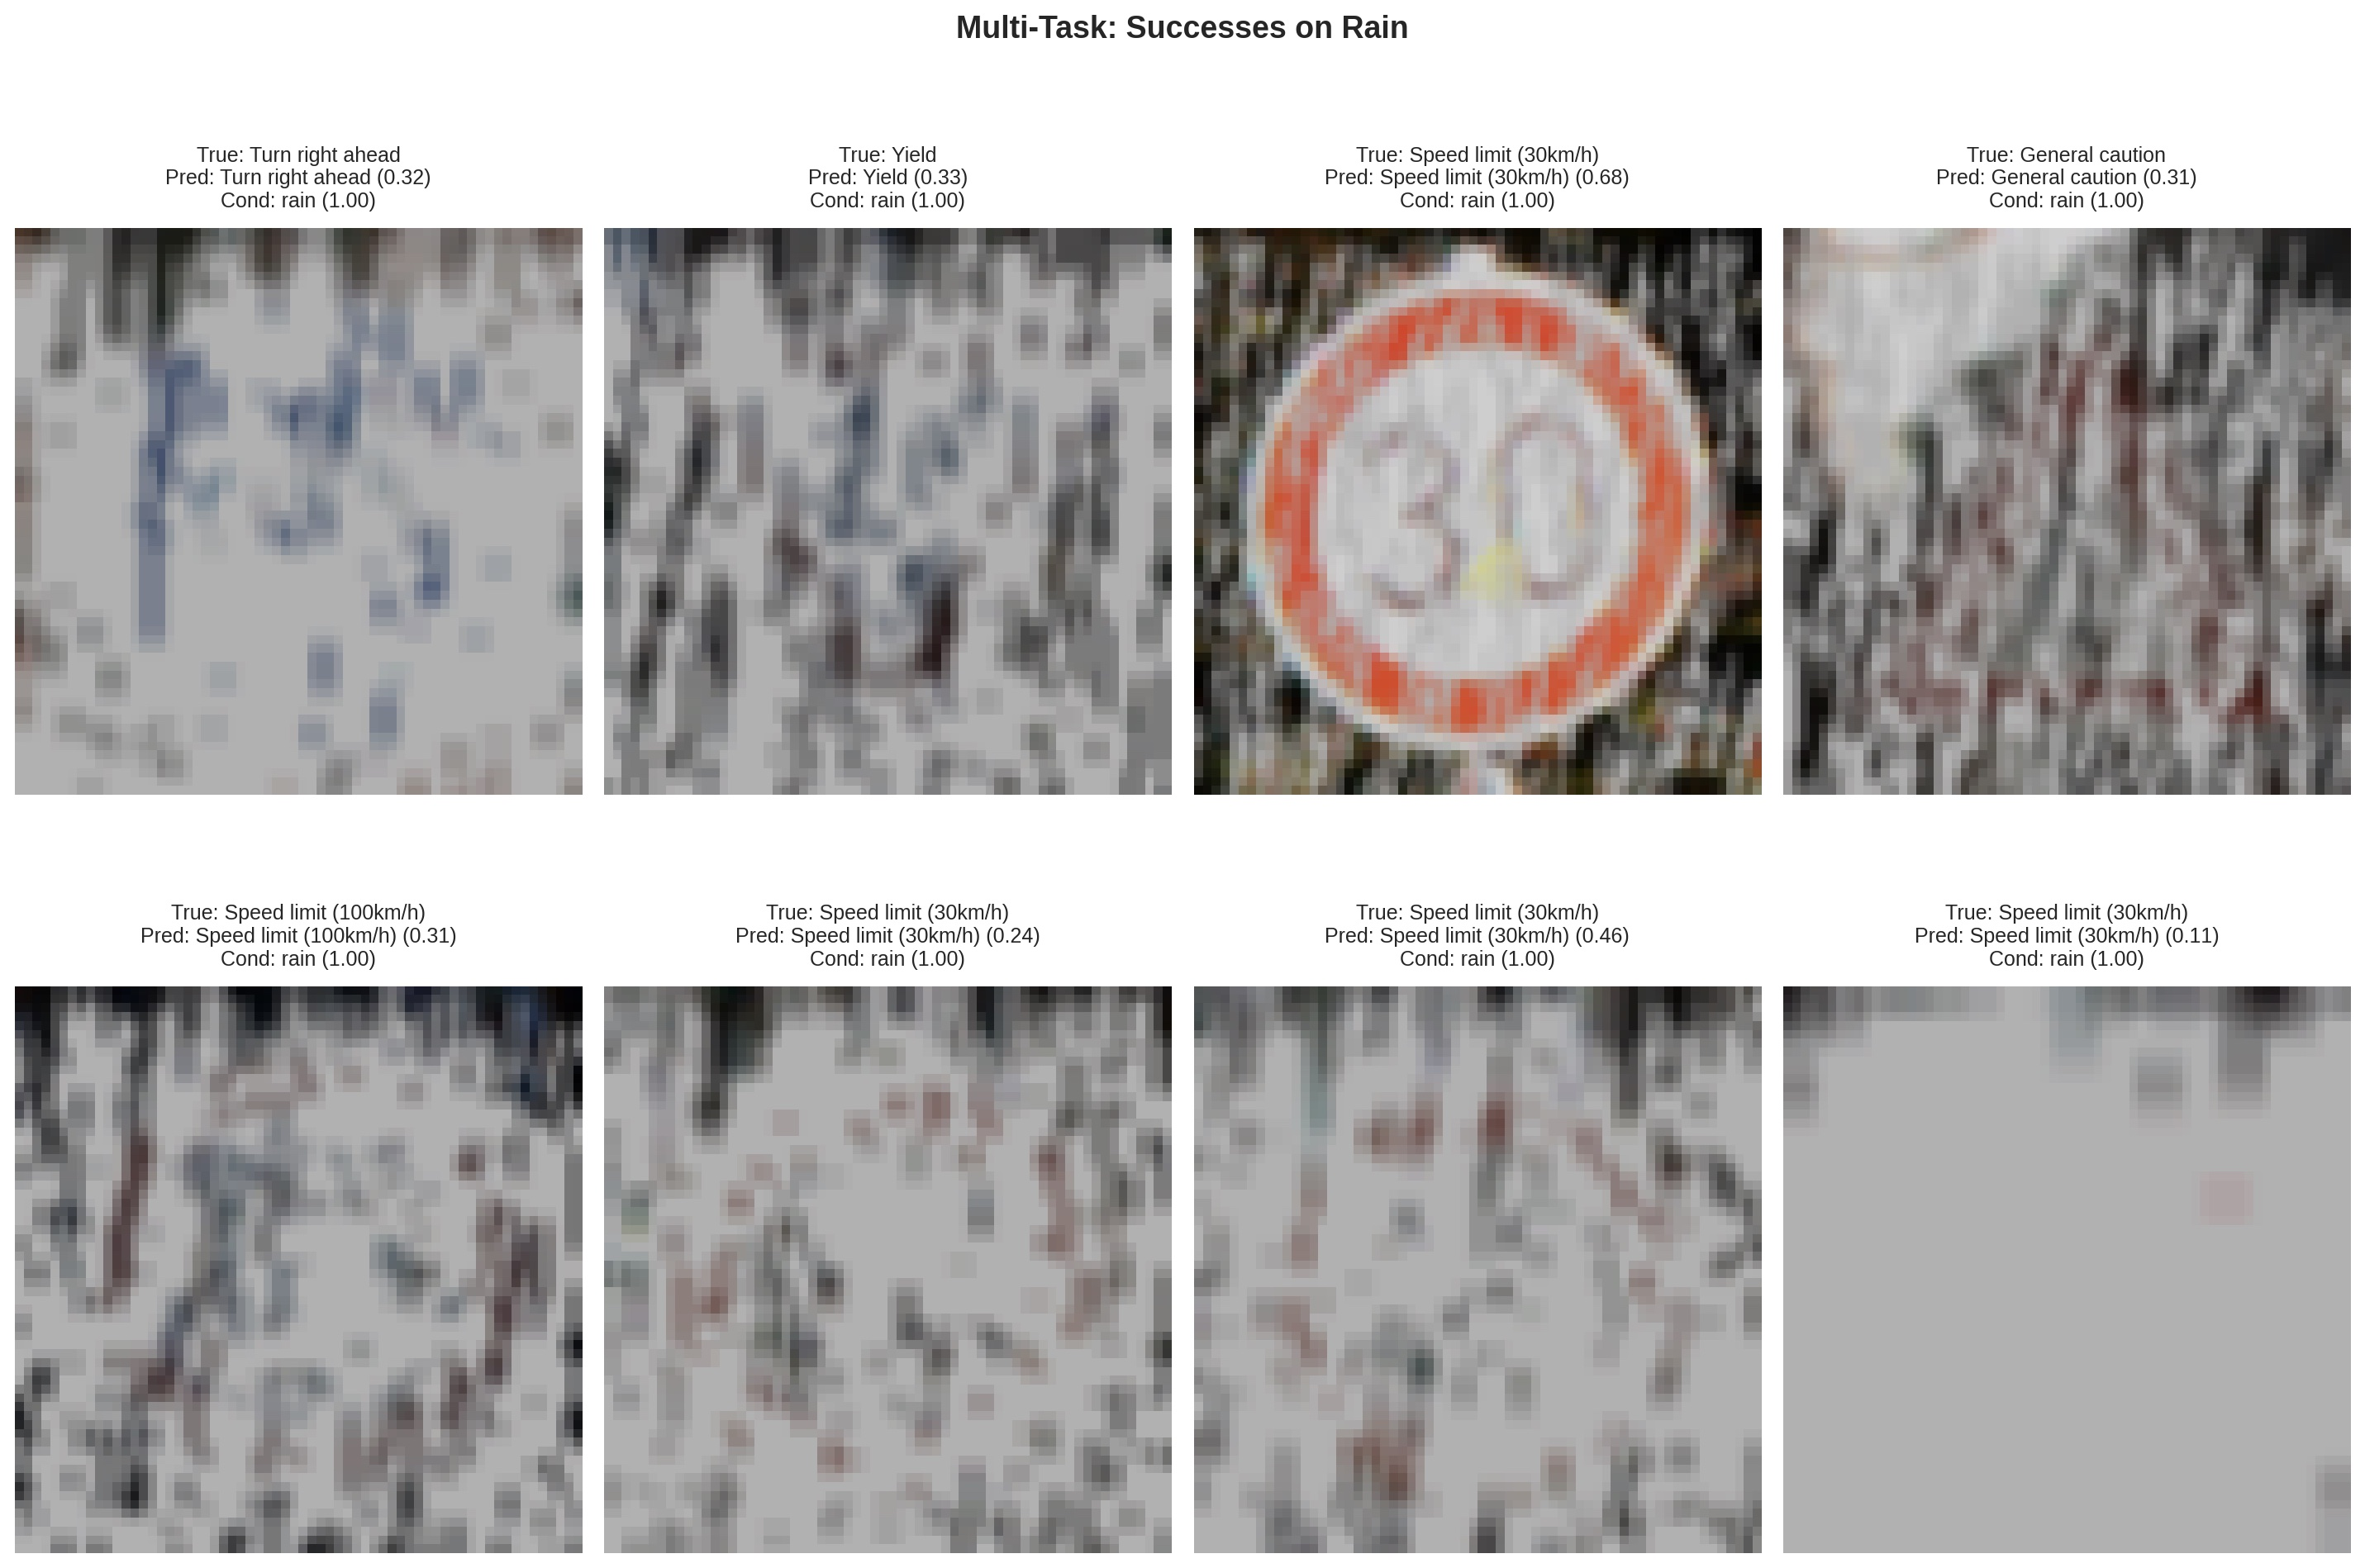 Multi-Task: Successes on Rain
True: Turn right ahead
Pred: Turn right ahead (0.32)
Cond: rain (1.00)
True: Yield
Pred: Yield (0.33)
Cond: rain (1.00)
True: Speed limit (30km/h)
Pred: Speed limit (30km/h) (0.68)
Cond: rain (1.00)
True: General caution
Pred: General caution (0.31)
Cond: rain (1.00)
30
True: Speed limit (100km/h)
Pred: Speed limit (100km/h) (0.31)
Cond: rain (1.00)
True: Speed limit (30km/h)
Pred: Speed limit (30km/h) (0.24)
Cond: rain (1.00)
True: Speed limit (30km/h)
Pred: Speed limit (30km/h) (0.46)
Cond: rain (1.00)
True: Speed limit (30km/h)
Pred: Speed limit (30km/h) (0.11)
Cond: rain (1.00)